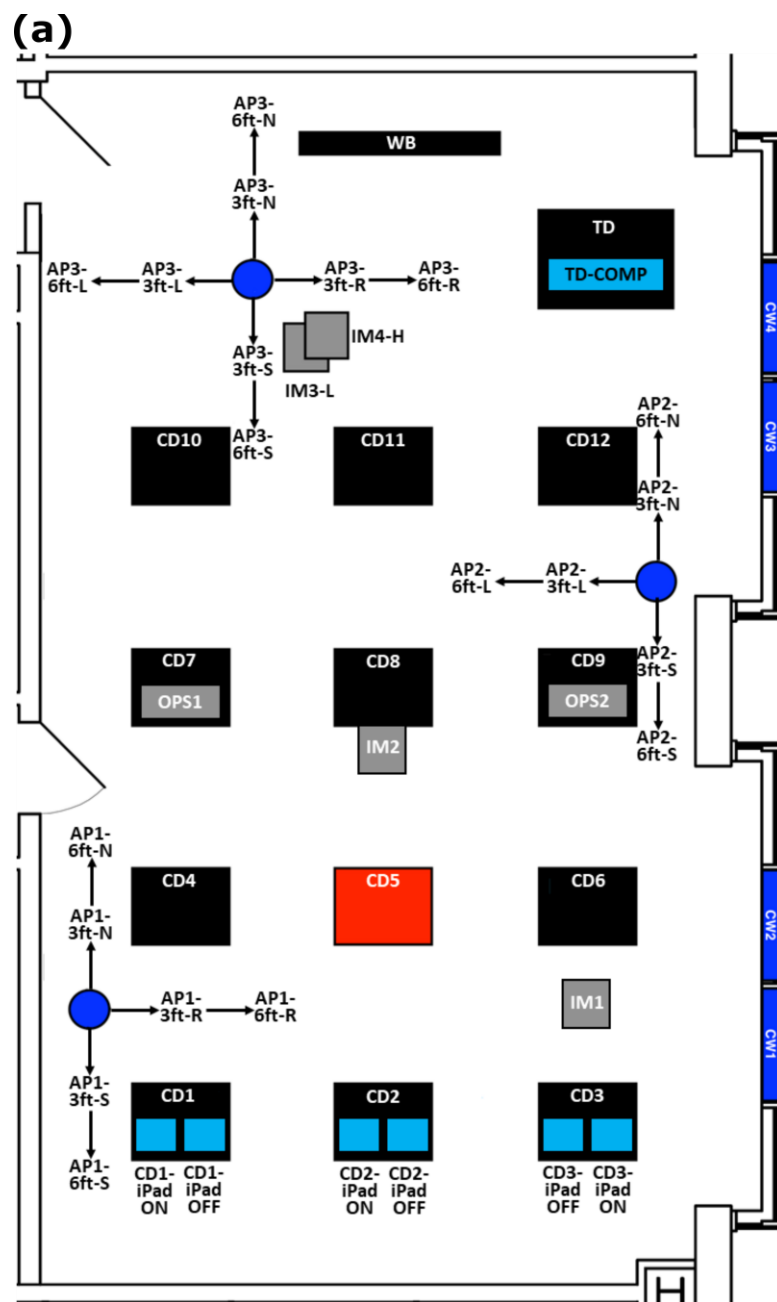 (a)
AP3-
6ft-N
WB
AP3-
3ft-N
TD
TD-COMP
AP3-
6ft-L
AP3-
3ft-L
AP3-
3ft-R
AP3-
6ft-R
CW4
IM4-H
AP3-
3ft-S
IM3-L
AP2-
6ft-N
CW3
CD10
AP3-
6ft-S
CD11
CD12
AP2-
3ft-N
AP2-
6ft-L
AP2-
3ft-L
CD7
OPS1
CD8
IM2
CD9
OPS2
AP2-
3ft-S
AP2-
6ft-S
AP1-
6ft-N
CD4
CD5
CD6
AP1-
3ft-N
CW2
AP1-
3ft-R
AP1-
6ft-R
IM1
CW1
AP1-
3ft-S
CD1
CD2
CD3
AP1-
6ft-S
CD1-
iPad
ON
CD1-
iPad
OFF
CD2-
iPad
ON
CD2-
iPad
OFF
CD3-
iPad
OFF
CD3-
iPad
ON